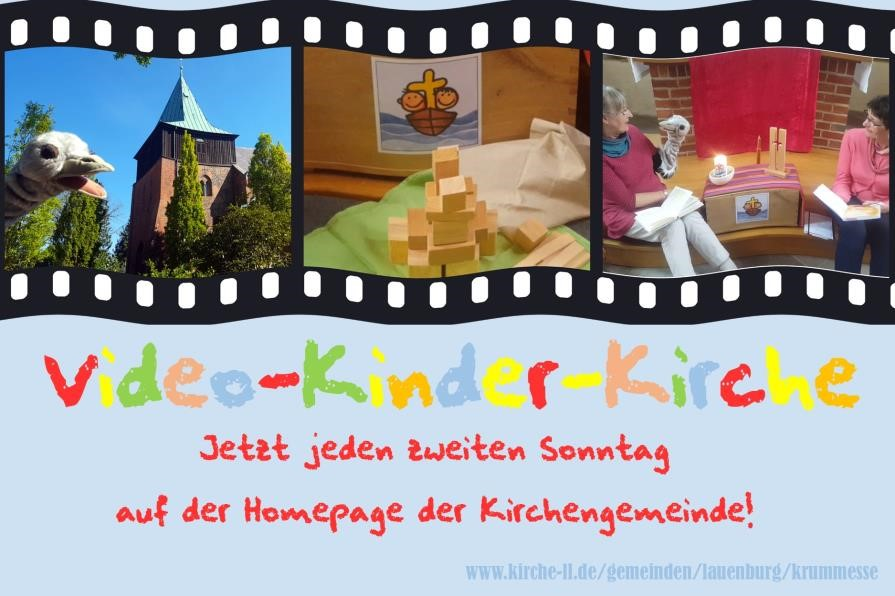 Video-Kinder-Kirche
Jetzt jeden zweiten Sonntag
auf der Homepage der Kirchengemeinde!
www.kirche-ll.de/gemeinden/lauenburg/krummesse